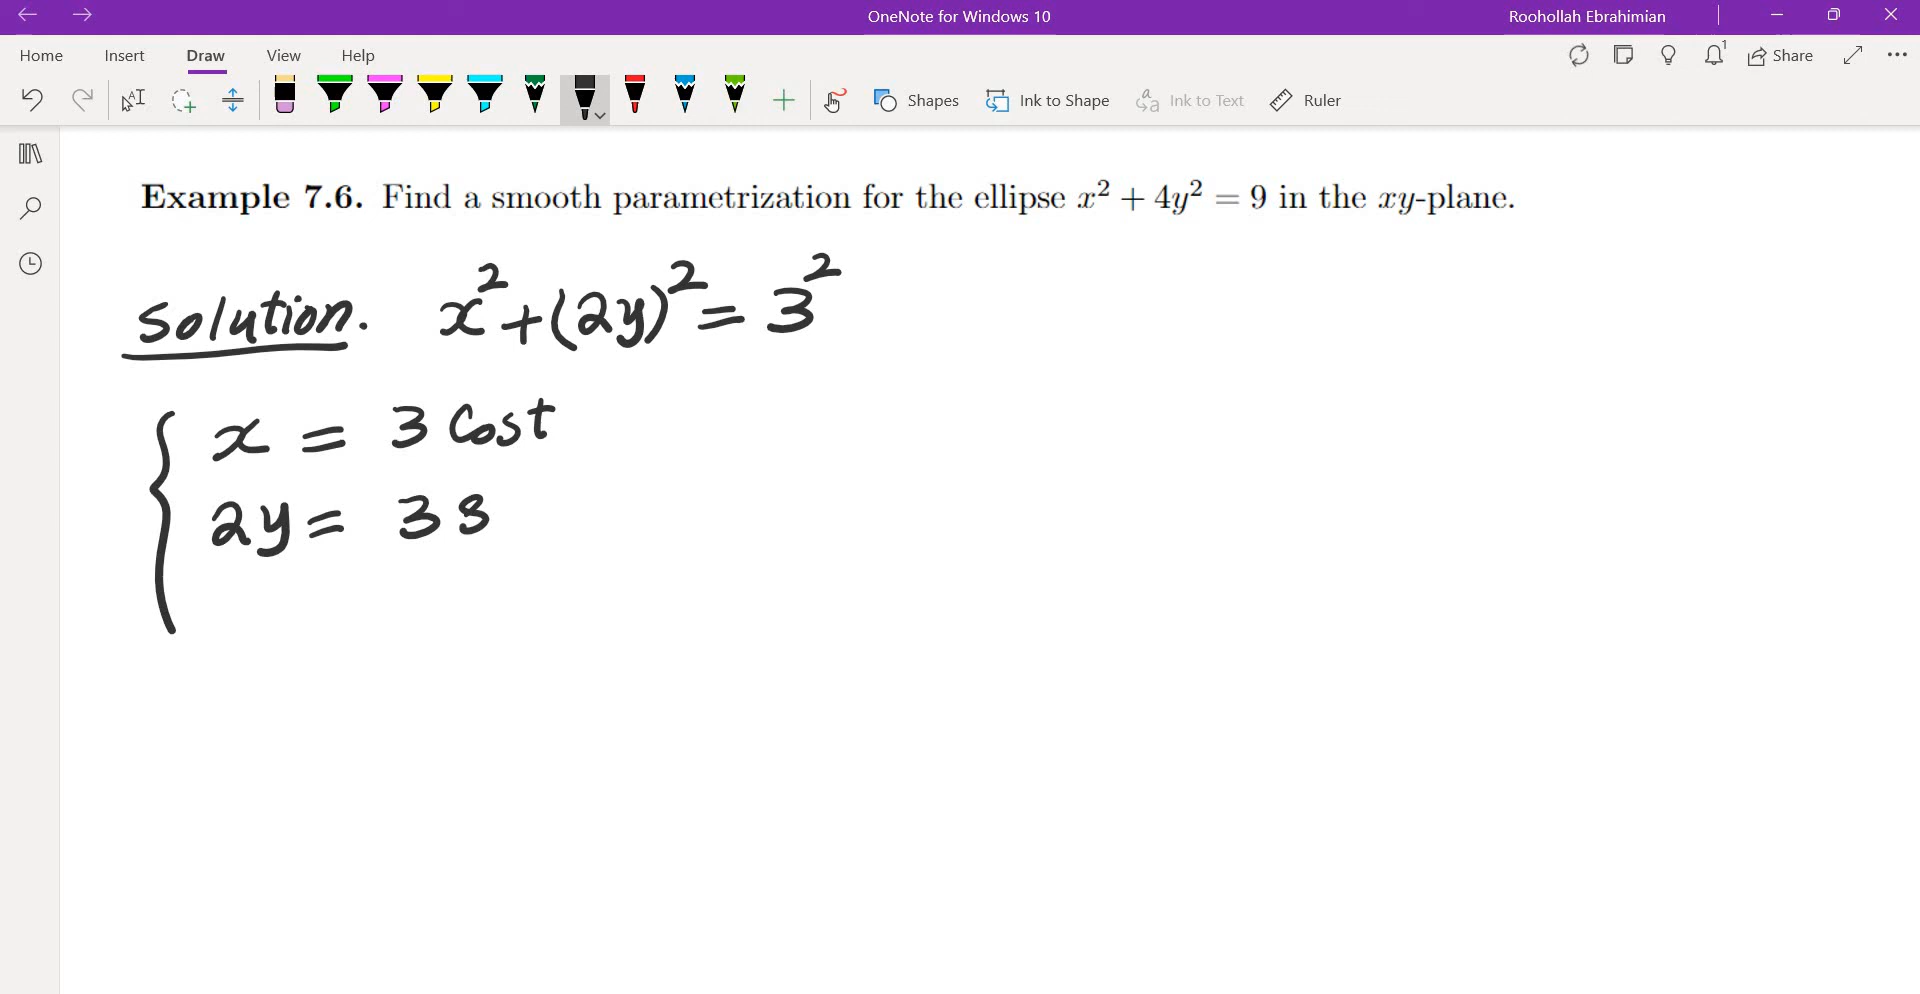 OneNote for Windows 10
Roohollah Ebrahimian
Home Insert Draw View Help
1
Share
Shapes
Ink to Shape
Ink to Text
Ruler
Example 7.6. Find a smooth parametrization for the ellipse x² + 4y² = 9 in the xy-plane.
Solution. x² + (2y)² = 3²
x = 3 Cost
2y = 3 s